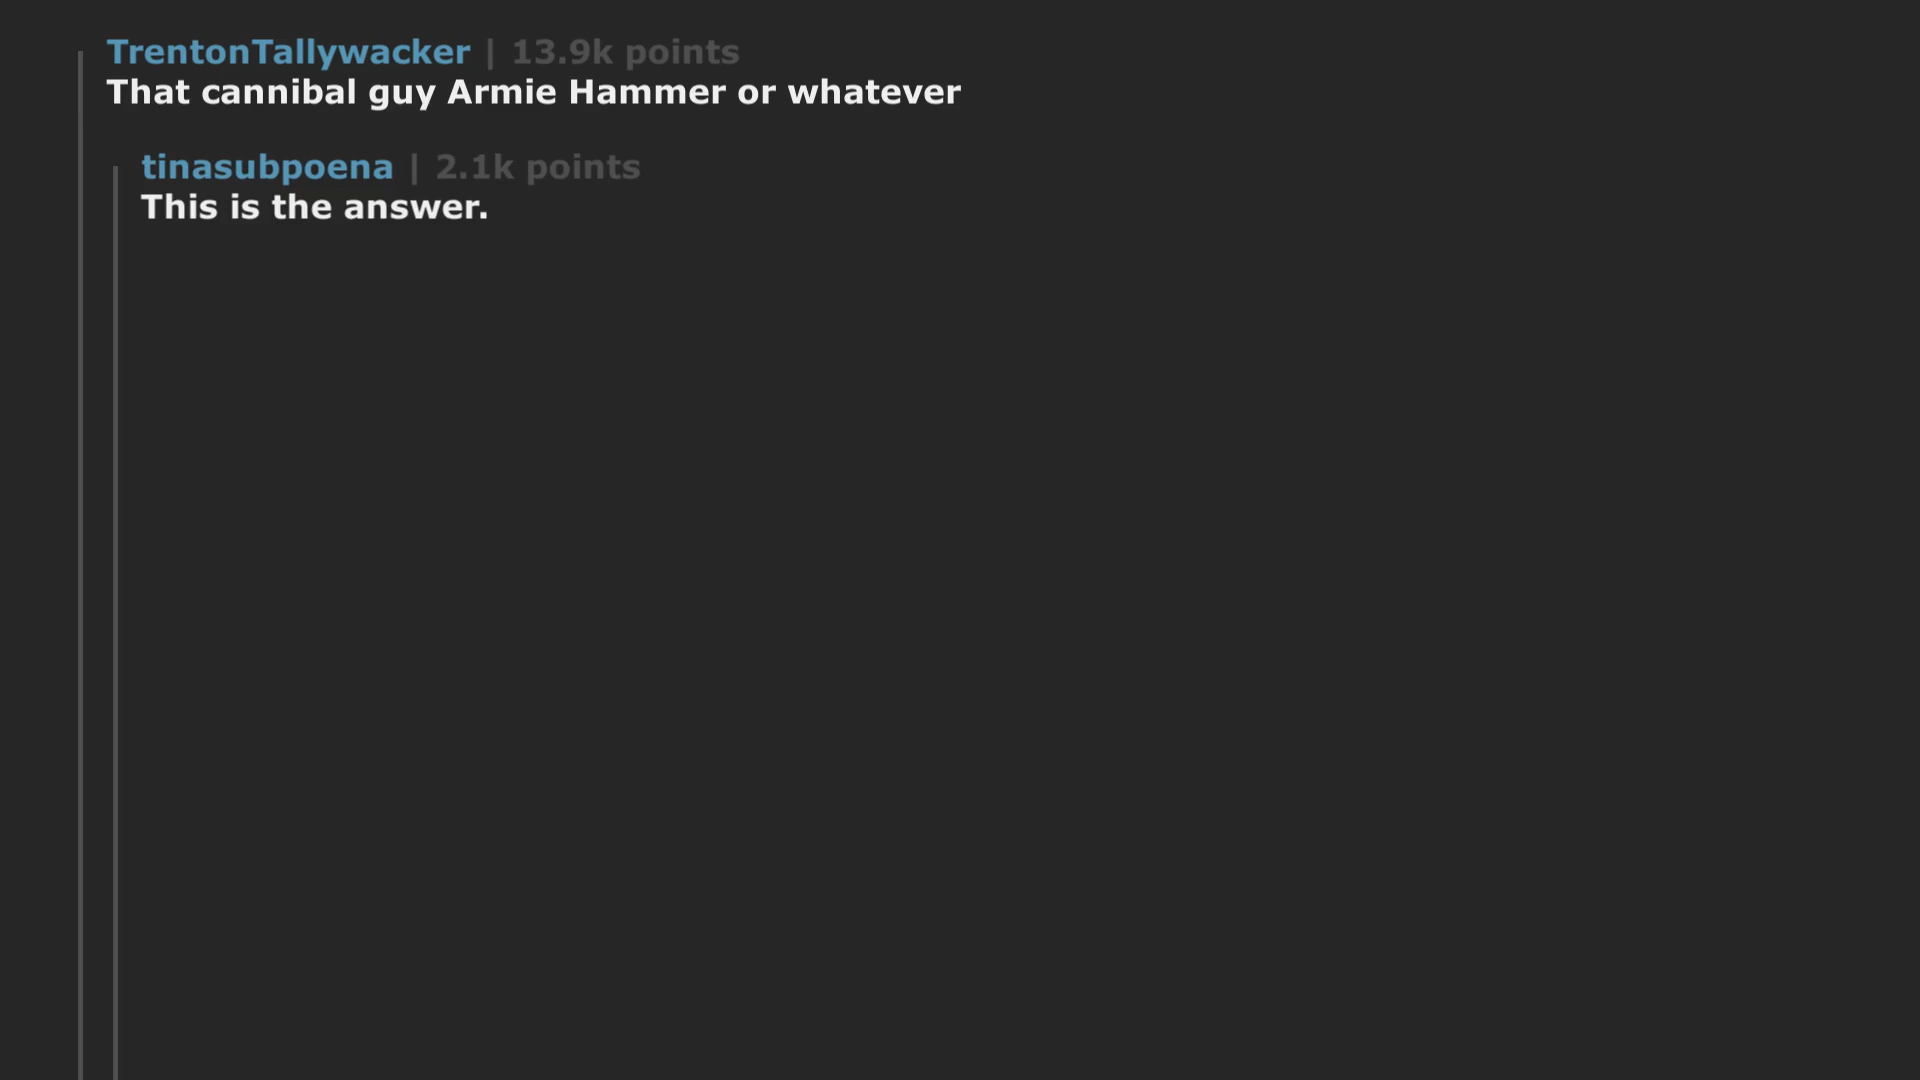 TrentonTallywacker | 13.9k points
That cannibal guy Armie Hammer or whatever
tinasubpoena | 2.1k points
This is the answer.